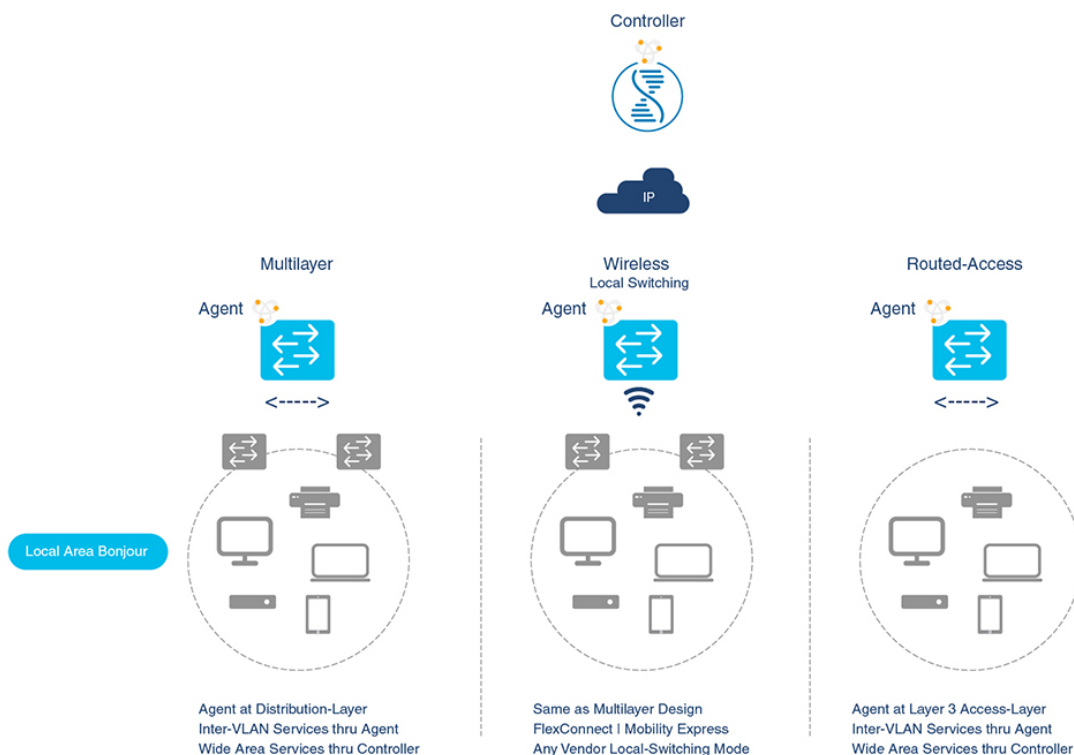 Controller
IP
Multilayer
Wireless
Local Switching
Routed-Access
Agent
Agent
Agent
<----->
<----->
Local Area Bonjour
Agent at Distribution-Layer
Inter-VLAN Services thru Agent
Wide Area Services thru Controller
Same as Multilayer Design
FlexConnect | Mobility Express
Any Vendor Local-Switching Mode
Agent at Layer 3 Access-Layer
Inter-VLAN Services thru Agent
Wide Area Services thru Controller